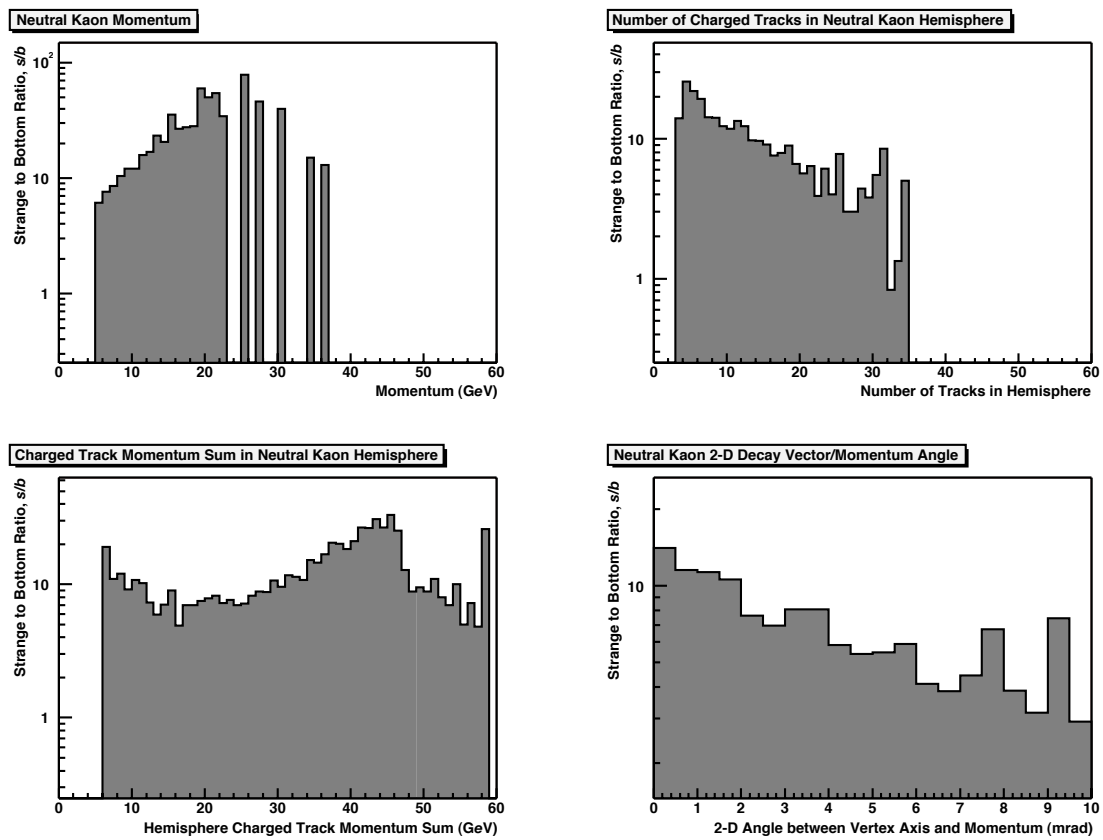 Neutral Kaon Momentum
Strange to Bottom Ratio, s/b
10²
10
1
0 10 20 30 40 50 60
Momentum (GeV)
Number of Charged Tracks in Neutral Kaon Hemisphere
Strange to Bottom Ratio, s/b
10
1
0 10 20 30 40 50 60
Number of Tracks in Hemisphere
Charged Track Momentum Sum in Neutral Kaon Hemisphere
Strange to Bottom Ratio, s/b
10
1
0 10 20 30 40 50 60
Hemisphere Charged Track Momentum Sum (GeV)
Neutral Kaon 2-D Decay Vector/Momentum Angle
Strange to Bottom Ratio, s/b
10
0 1 2 3 4 5 6 7 8 9 10
2-D Angle between Vertex Axis and Momentum (mrad)